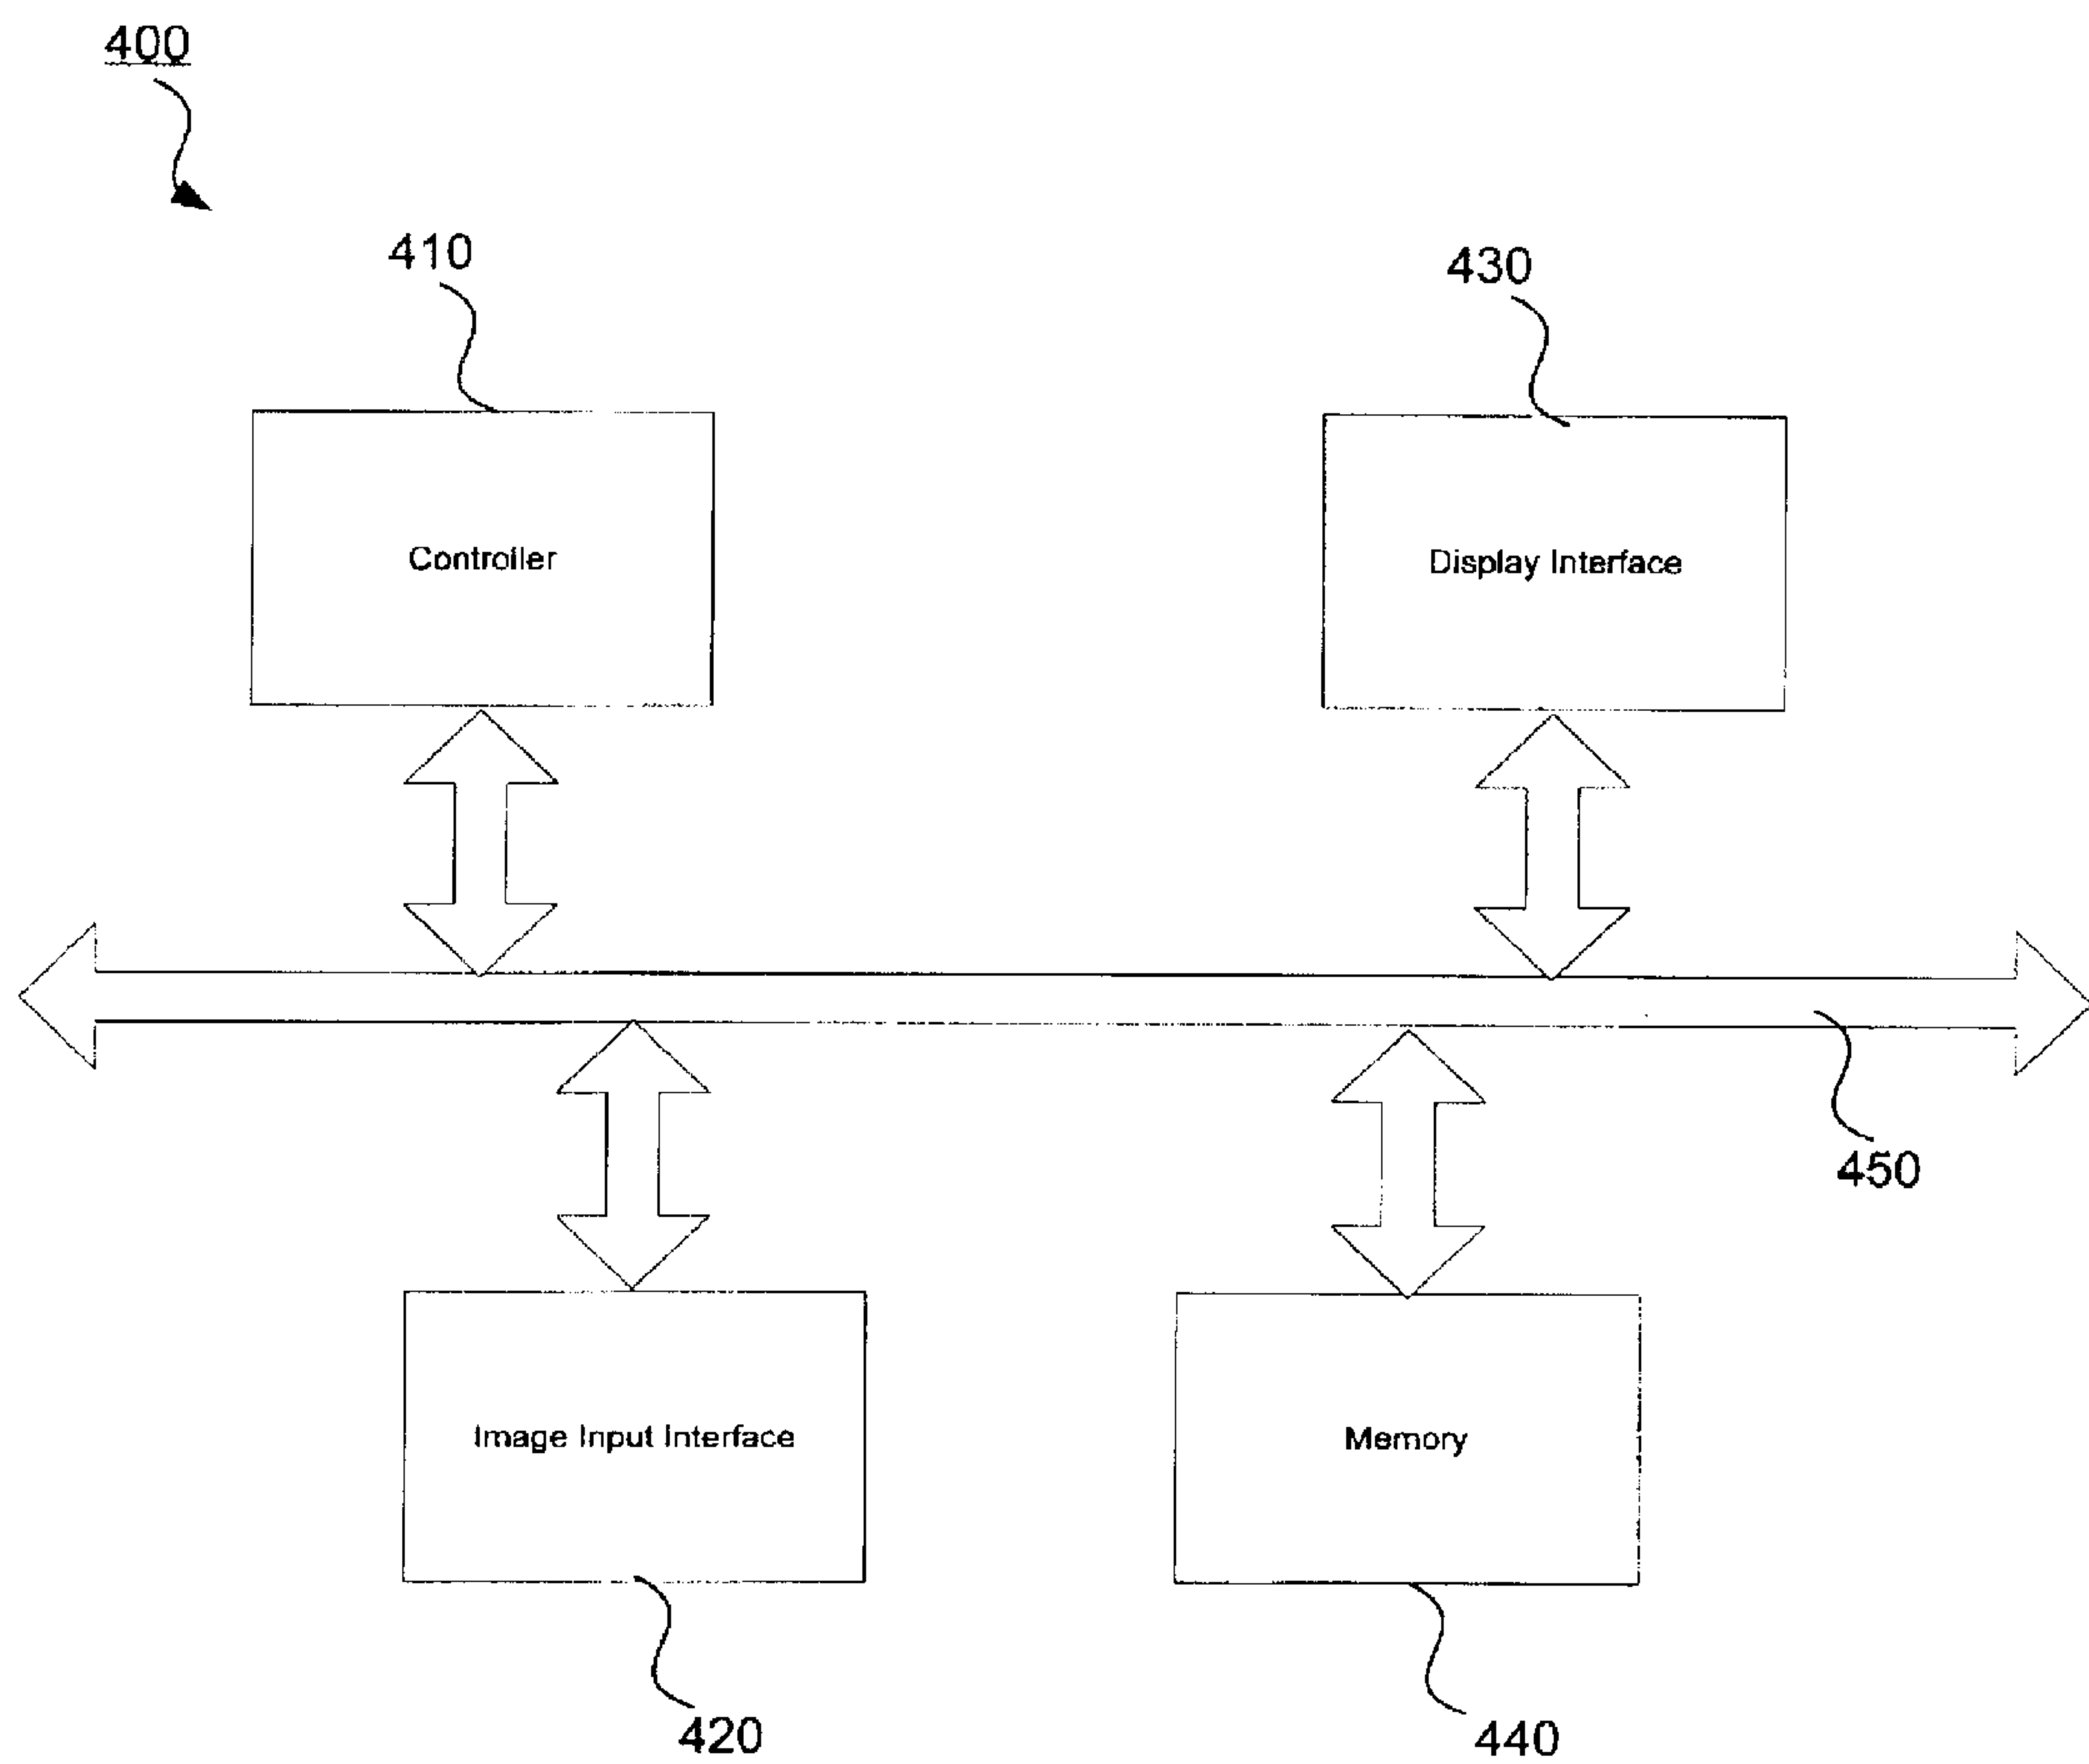 400
410
430
Controller
Display Interface
450
Image Input Interface
Memory
420
440